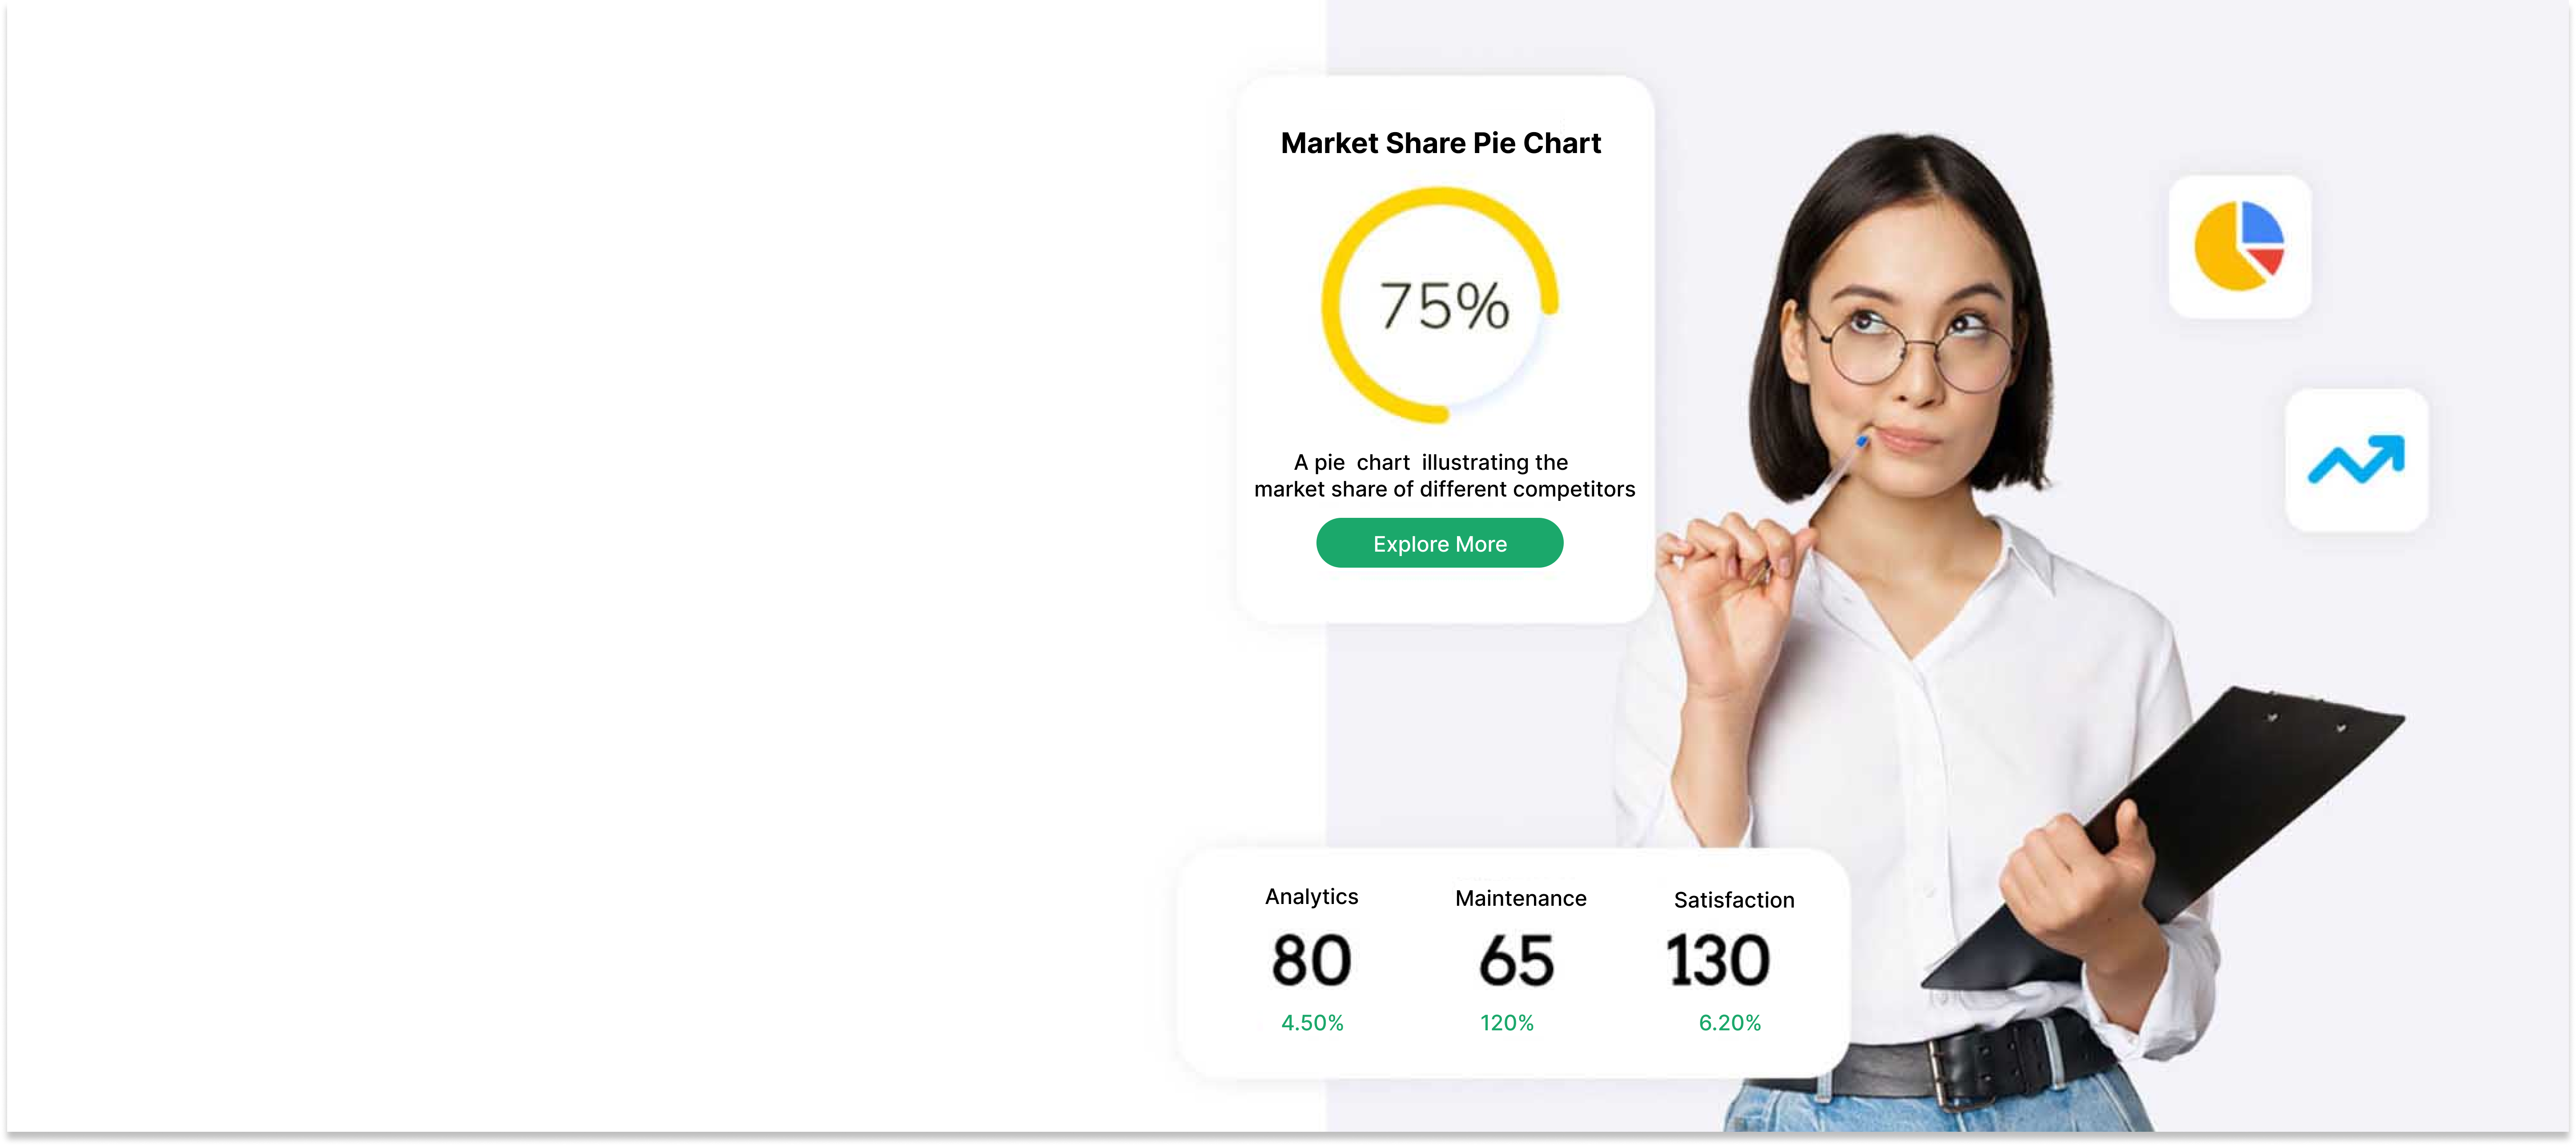 Market Share Pie Chart
75%
A pie chart illustrating the
market share of different competitors
Explore More
Analytics
Maintenance
Satisfaction
80
65
130
4.50%
120%
6.20%